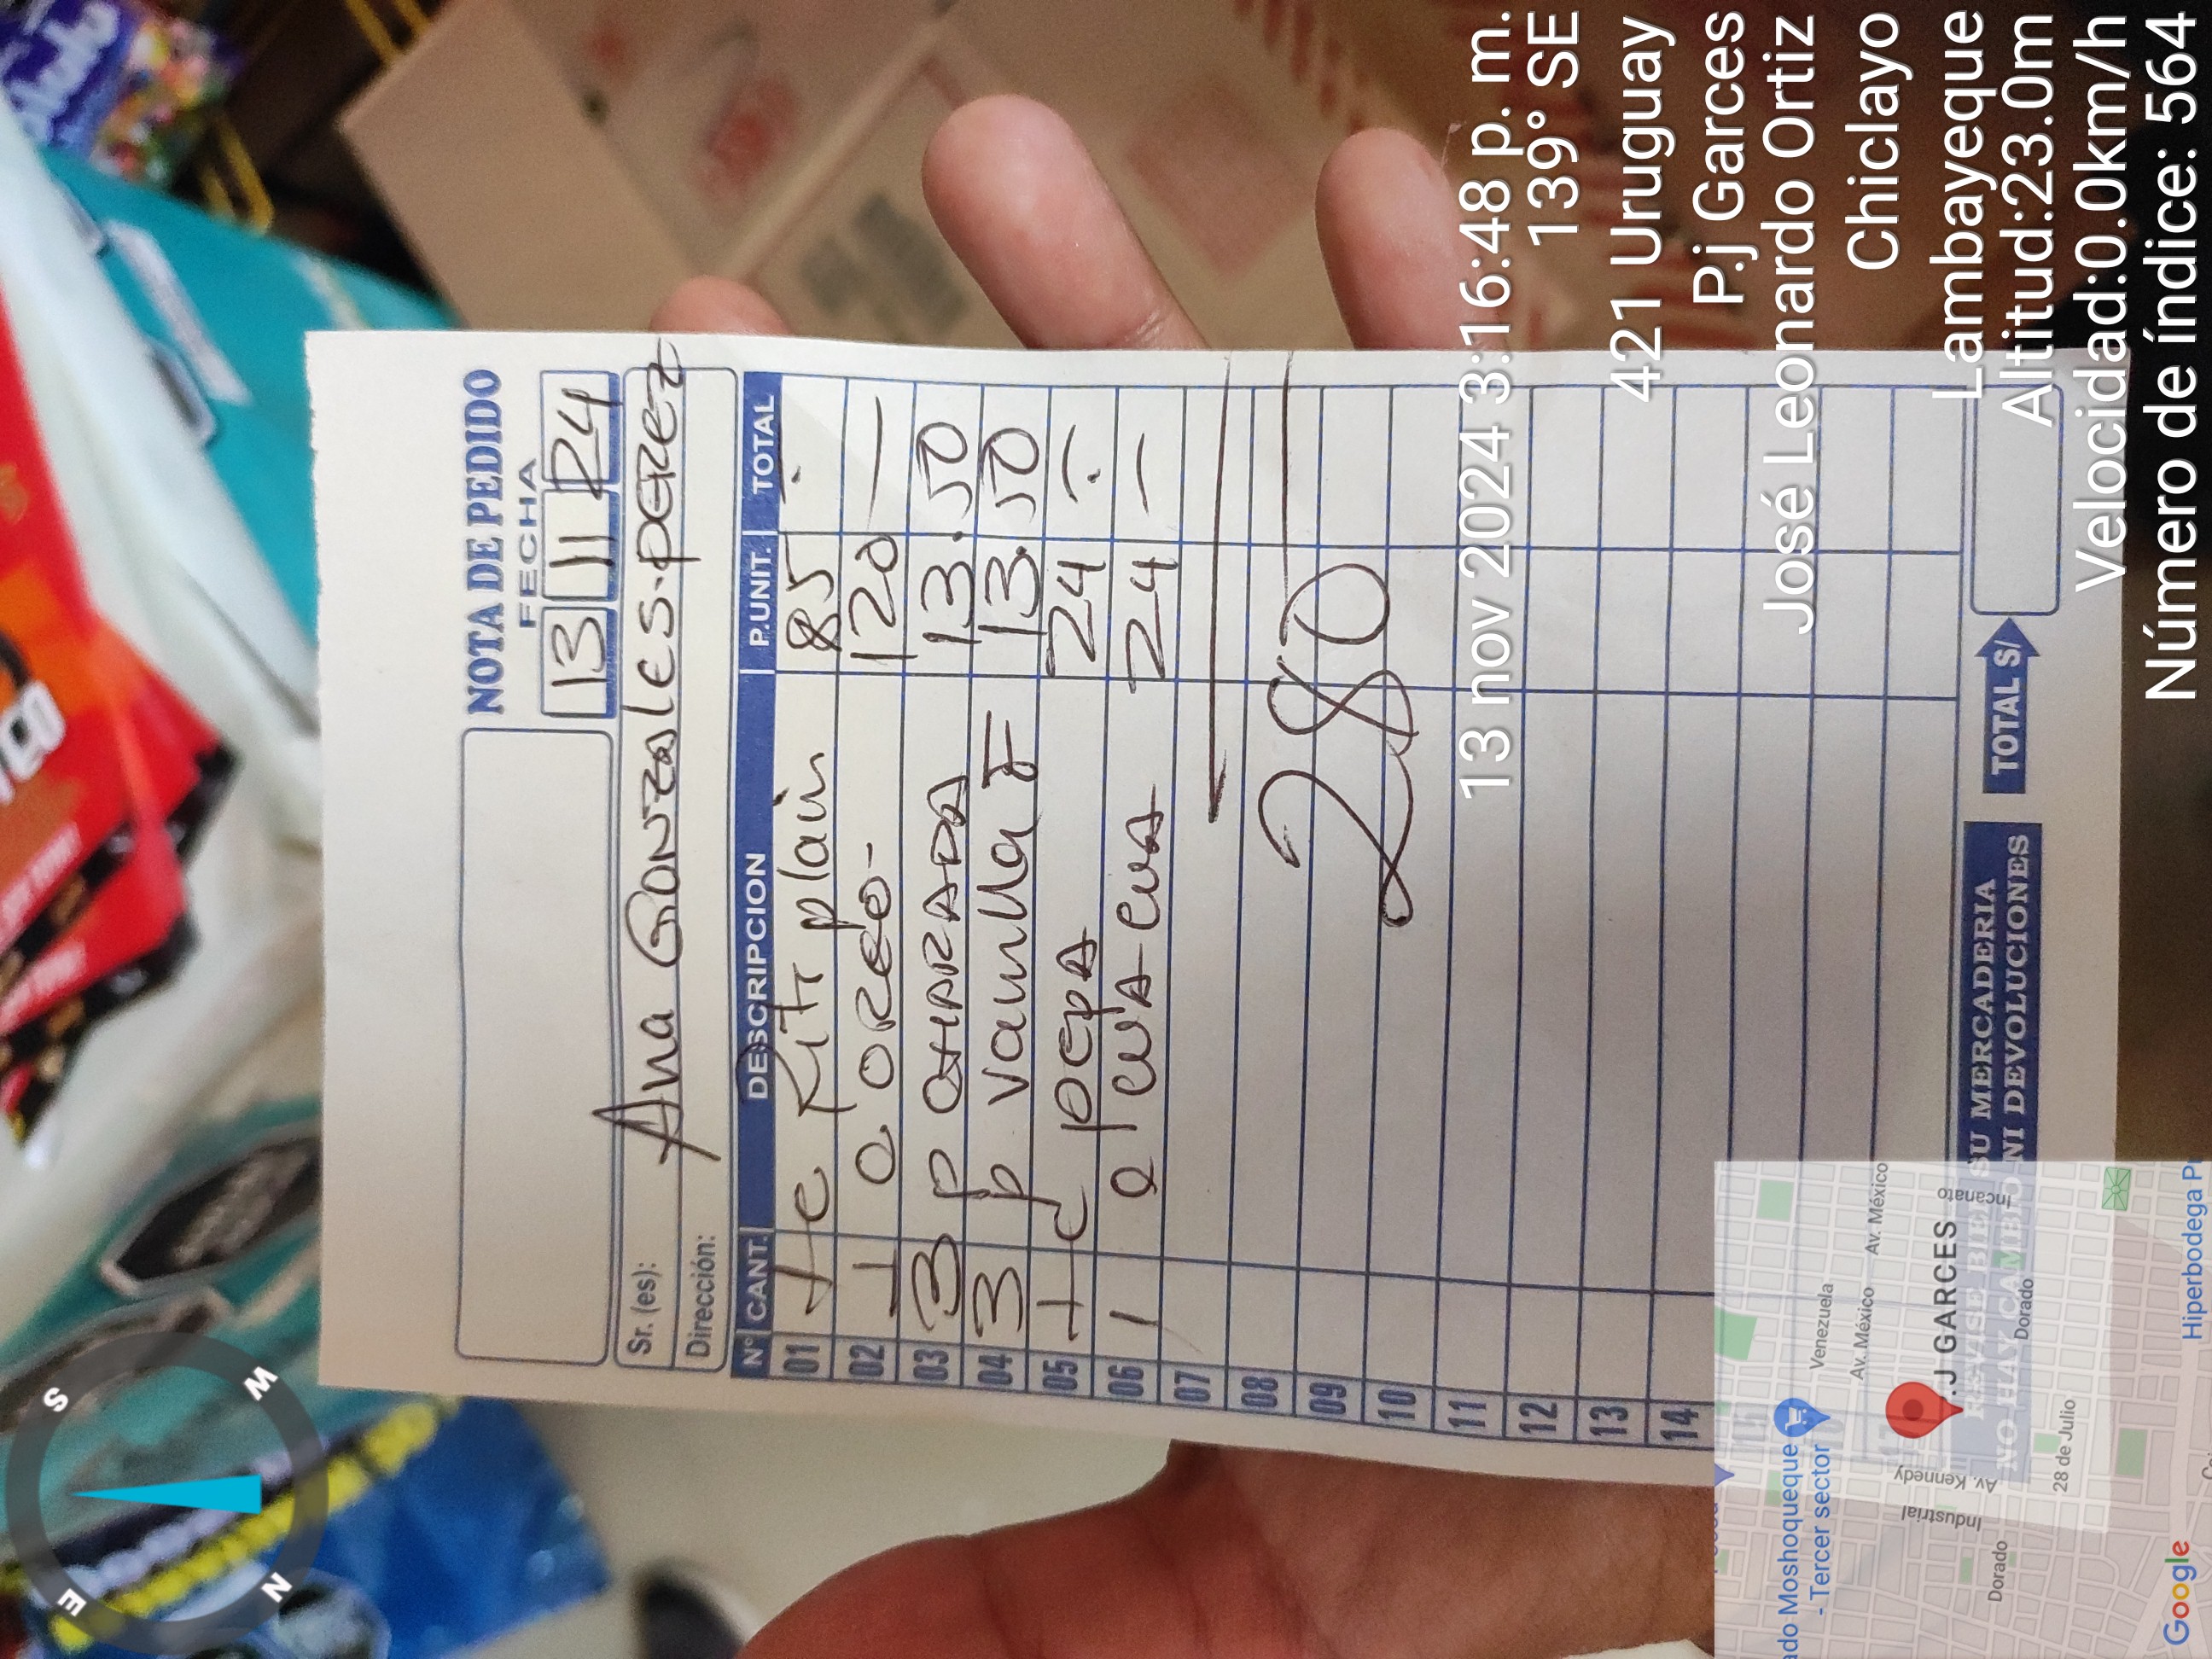 S
E
W
N
NOTA DE PEDIDO
FECHA
13 11 24
Sr. (es): Ana GONZALES.PEREZ
Dirección:
Nº CANT. DESCRIPCION P.UNIT. TOTAL
01 1 c Ritz plain 85 -
02 1 c OREO- 120 —
03 3 p CHARADA 13.50
04 3 p Vainilla F 13.50
05 1 c pepA 24 -
06 1 c CUA-CUA 24 —
07
08
280
09
10
11
12
13
14
15
REVISE BIEN SU MERCADERIA
NO HAY CAMBIO NI DEVOLUCIONES
TOTAL S/
13 nov 2024 3:16:48 p. m.
139° SE
421 Uruguay
P.j Garces
José Leonardo Ortiz
Chiclayo
Lambayeque
Altitud:23.0m
Velocidad:0.0km/h
Número de índice: 564
ado Moshoqueque
- Tercer sector
Venezuela
Av. México
Av. México
Industrial
Av. Kennedy
.J GARCES
Incanato
Dorado
Dorado
28 de Julio
Google
Hiperbodega